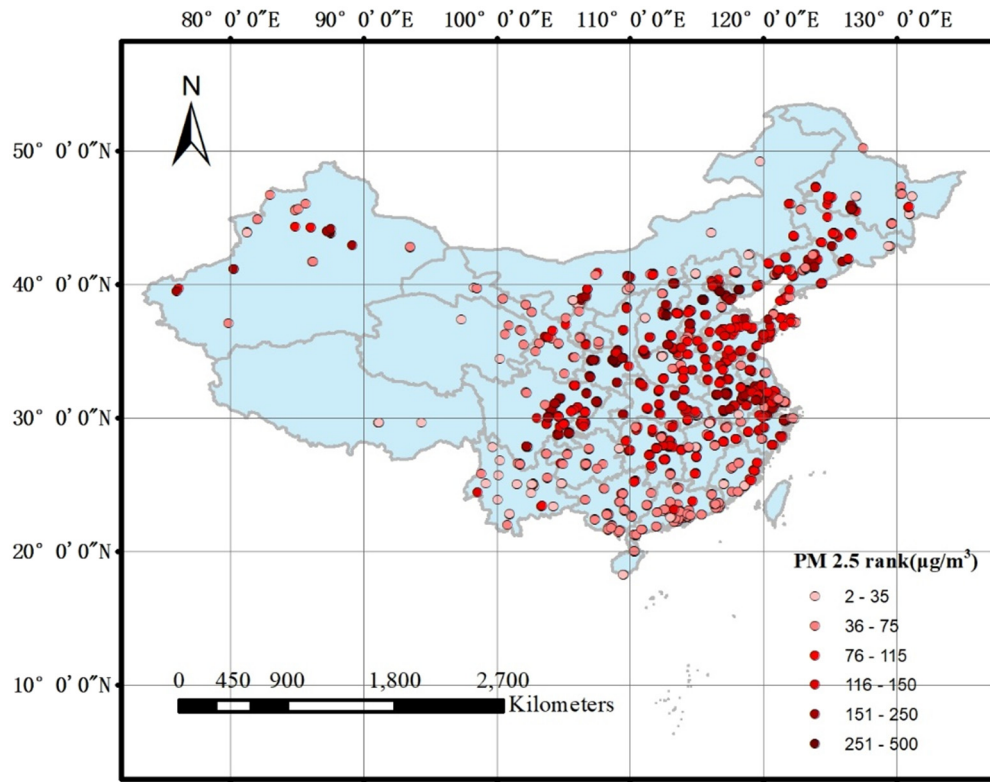 80° 0′ 0″E 90° 0′ 0″E 100° 0′ 0″E 110° 0′ 0″E 120° 0′ 0″E 130° 0′ 0″E
N
50° 0′ 0″N
40° 0′ 0″N
30° 0′ 0″N
20° 0′ 0″N
10° 0′ 0″N
PM 2.5 rank(μg/m³)
2 - 35
36 - 75
76 - 115
116 - 150
151 - 250
251 - 500
0 450 900 1,800 2,700
Kilometers